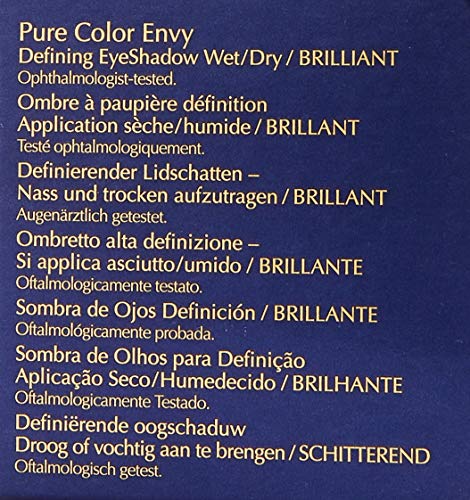 Pure Color Envy
Defining EyeShadow Wet/Dry / BRILLIANT
Ophthalmologist-tested.
Ombre à paupière définition
Application sèche/humide / BRILLANT
Testé ophtalmologiquement.
Definierender Lidschatten –
Nass und trocken aufzutragen / BRILLANT
Augenärztlich getestet.
Ombretto alta definizione –
Si applica asciutto/umido / BRILLANTE
Oftalmologicamente testato.
Sombra de Ojos Definición / BRILLANTE
Oftalmológicamente probada.
Sombra de Olhos para Definição
Aplicação Seco/Humedecido / BRILHANTE
Oftalmologicamente Testado.
Definiërende oogschaduw
Droog of vochtig aan te brengen / SCHITTEREND
Oftalmologisch getest.